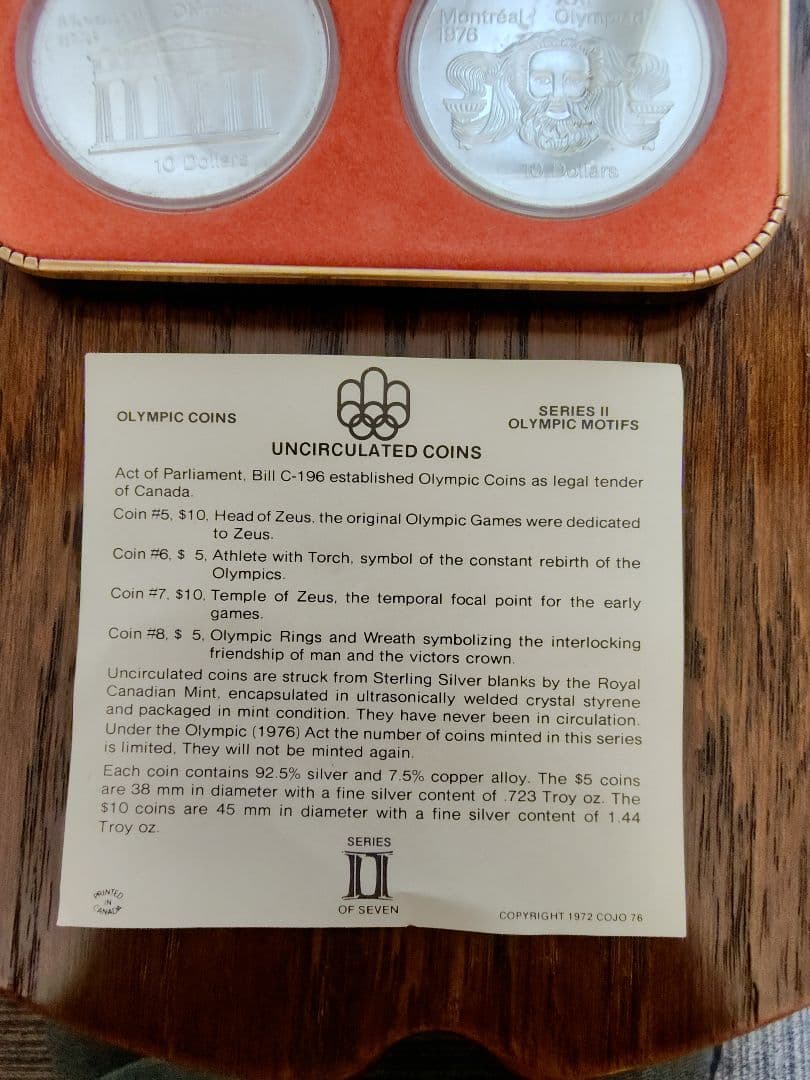 Montréal Olympiad
1976
10 Dollars
10 Dollars
OLYMPIC COINS
SERIES II
OLYMPIC MOTIFS
UNCIRCULATED COINS
Act of Parliament, Bill C-196 established Olympic Coins as legal tender
of Canada.
Coin #5, $10, Head of Zeus, the original Olympic Games were dedicated
to Zeus.
Coin #6, $ 5, Athlete with Torch, symbol of the constant rebirth of the
Olympics.
Coin #7, $10, Temple of Zeus, the temporal focal point for the early
games.
Coin #8, $ 5, Olympic Rings and Wreath symbolizing the interlocking
friendship of man and the victors crown.
Uncirculated coins are struck from Sterling Silver blanks by the Royal
Canadian Mint, encapsulated in ultrasonically welded crystal styrene
and packaged in mint condition. They have never been in circulation.
Under the Olympic (1976) Act the number of coins minted in this series
is limited. They will not be minted again.
Each coin contains 92.5% silver and 7.5% copper alloy. The $5 coins
are 38 mm in diameter with a fine silver content of .723 Troy oz. The
$10 coins are 45 mm in diameter with a fine silver content of 1.44
Troy oz.
SERIES
II
OF SEVEN
PRINTED
IN
CANADA
COPYRIGHT 1972 COJO 76